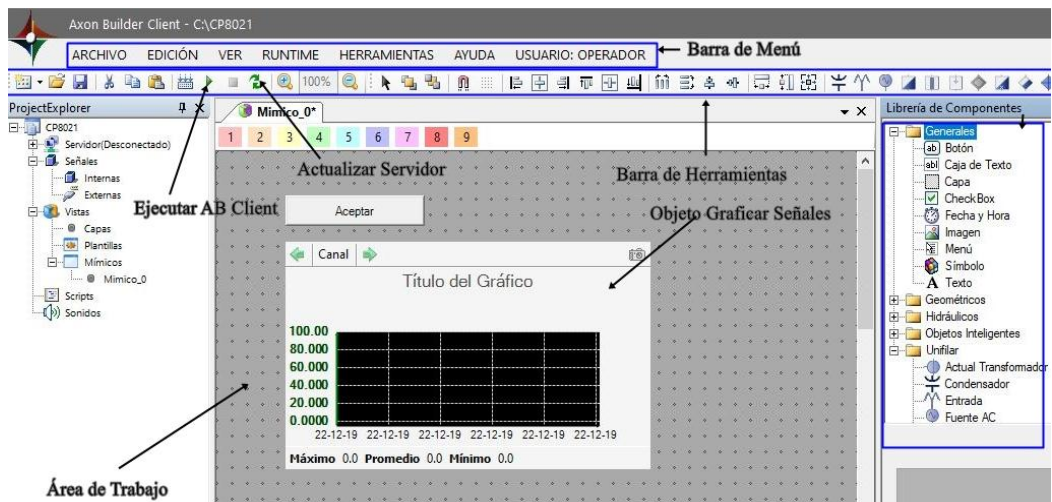 Axon Builder Client - C:\CP8021
ARCHIVO EDICIÓN VER RUNTIME HERRAMIENTAS AYUDA USUARIO: OPERADOR
Barra de Menú
100%
ProjectExplorer
Mimico_0*
Librería de Componentes
CP8021
Servidor(Desconectado)
Señales
Internas
Externas
Vistas
Capas
Plantillas
Mímicos
Mimico_0
Scripts
Sonidos
1 2 3 4 5 6 7 8 9
Actualizar Servidor
Barra de Herramientas
Ejecutar AB Client
Objeto Graficar Señales
Aceptar
Canal
Título del Gráfico
100.00
80.000
60.000
40.000
20.000
0.0000
22-12-19 22-12-19 22-12-19 22-12-19 22-12-19 22-12-19
Máximo 0.0 Promedio 0.0 Mínimo 0.0
Área de Trabajo
Generales
ab Botón
abl Caja de Texto
Capa
CheckBox
Fecha y Hora
Imagen
Menú
Símbolo
A Texto
Geométricos
Hidráulicos
Objetos Inteligentes
Unifilar
Actual Transformador
Condensador
Entrada
Fuente AC